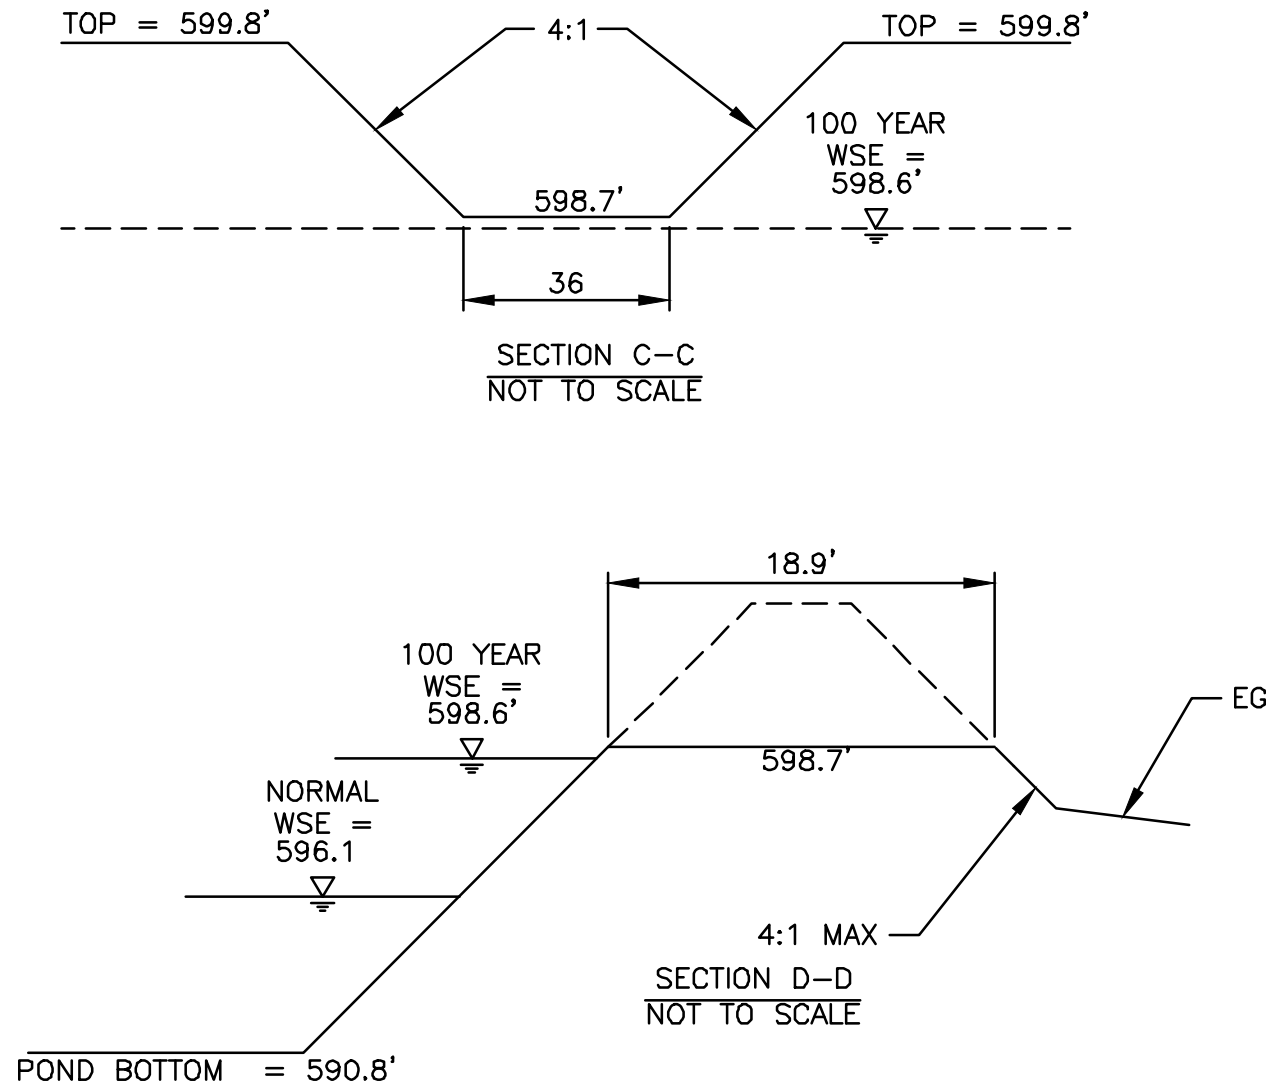 TOP = 599.8'
4:1
TOP = 599.8'
100 YEAR
WSE =
598.6'
598.7'
36
SECTION C-C
NOT TO SCALE
18.9'
100 YEAR
WSE =
598.6'
EG
598.7'
NORMAL
WSE =
596.1
4:1 MAX
SECTION D-D
NOT TO SCALE
POND BOTTOM = 590.8'